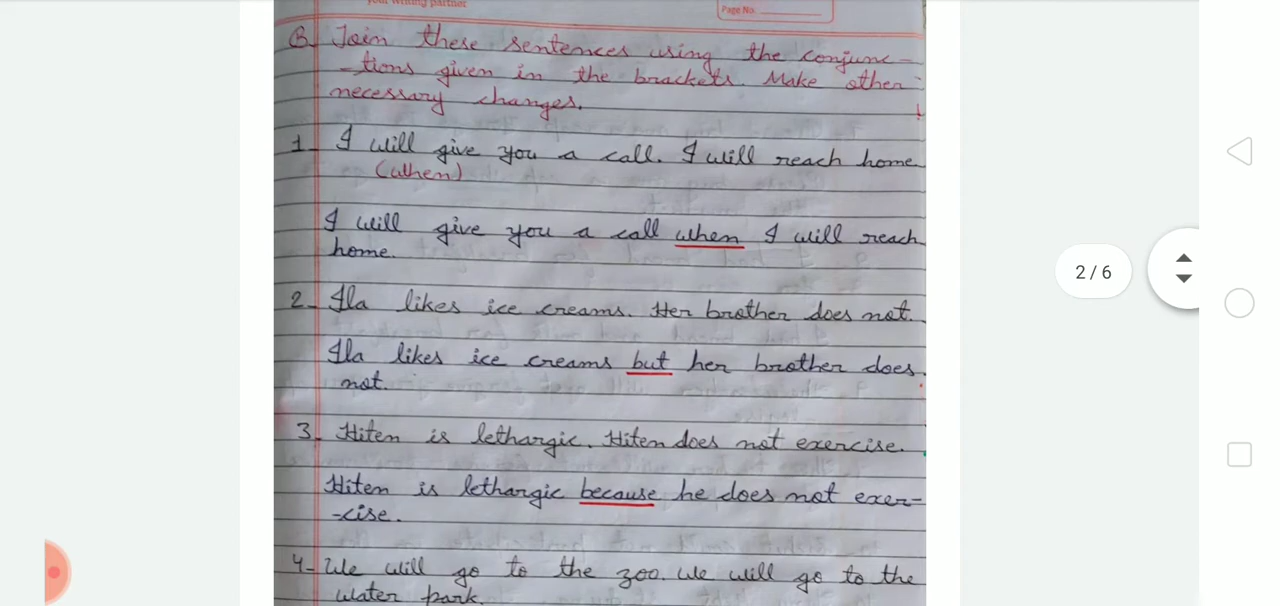 your writing partner
Page No.
B. Join these sentences using the conjunc-
-tions given in the brackets. Make other
necessary changes.
1. I will give you a call. I will reach home
(when)
I will give you a call when I will reach
home.
2- Ila likes ice creams. Her brother does not.
Ila likes ice creams but her brother does
not.
3. Hiten is lethargic. Hiten does not exercise.
Hiten is lethargic because he does not exer-
-cise.
4- We will go to the zoo. We will go to the
water park.
2 / 6